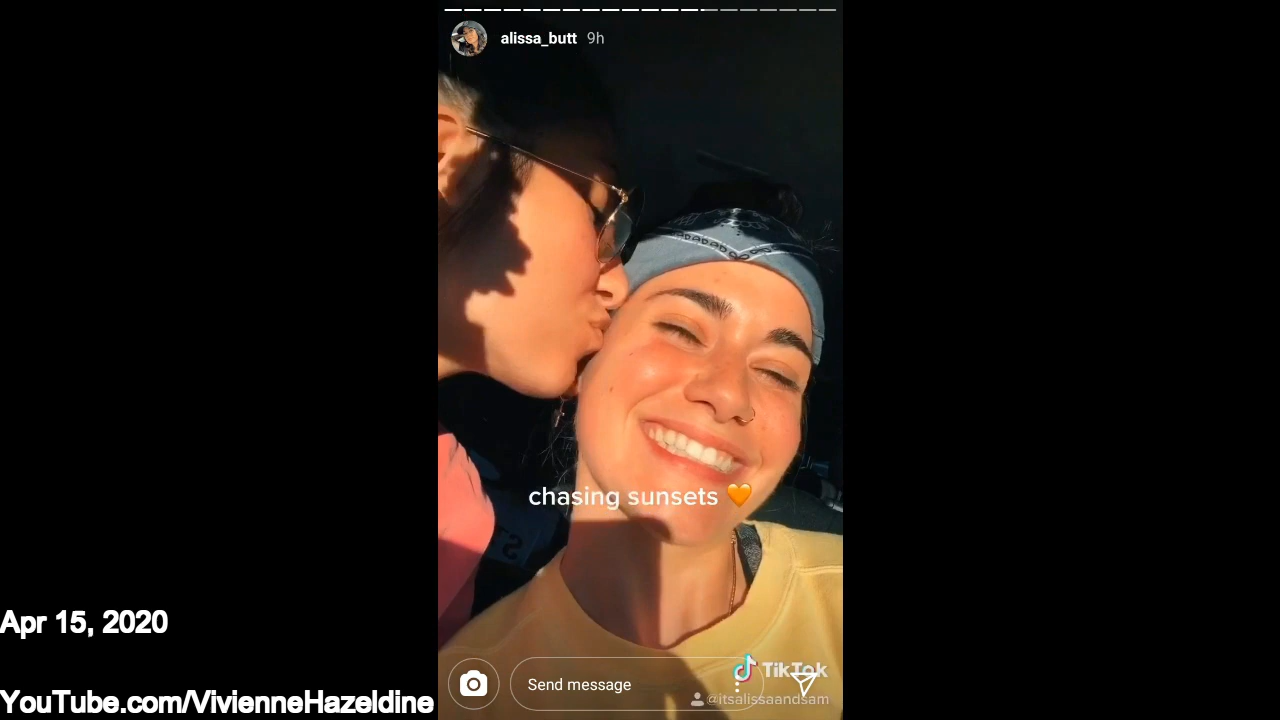 alissa_butt 9h
chasing sunsets 🧡
Apr 15, 2020
TikTok
Send message
@itsalissaandsam
YouTube.com/VivienneHazeldine